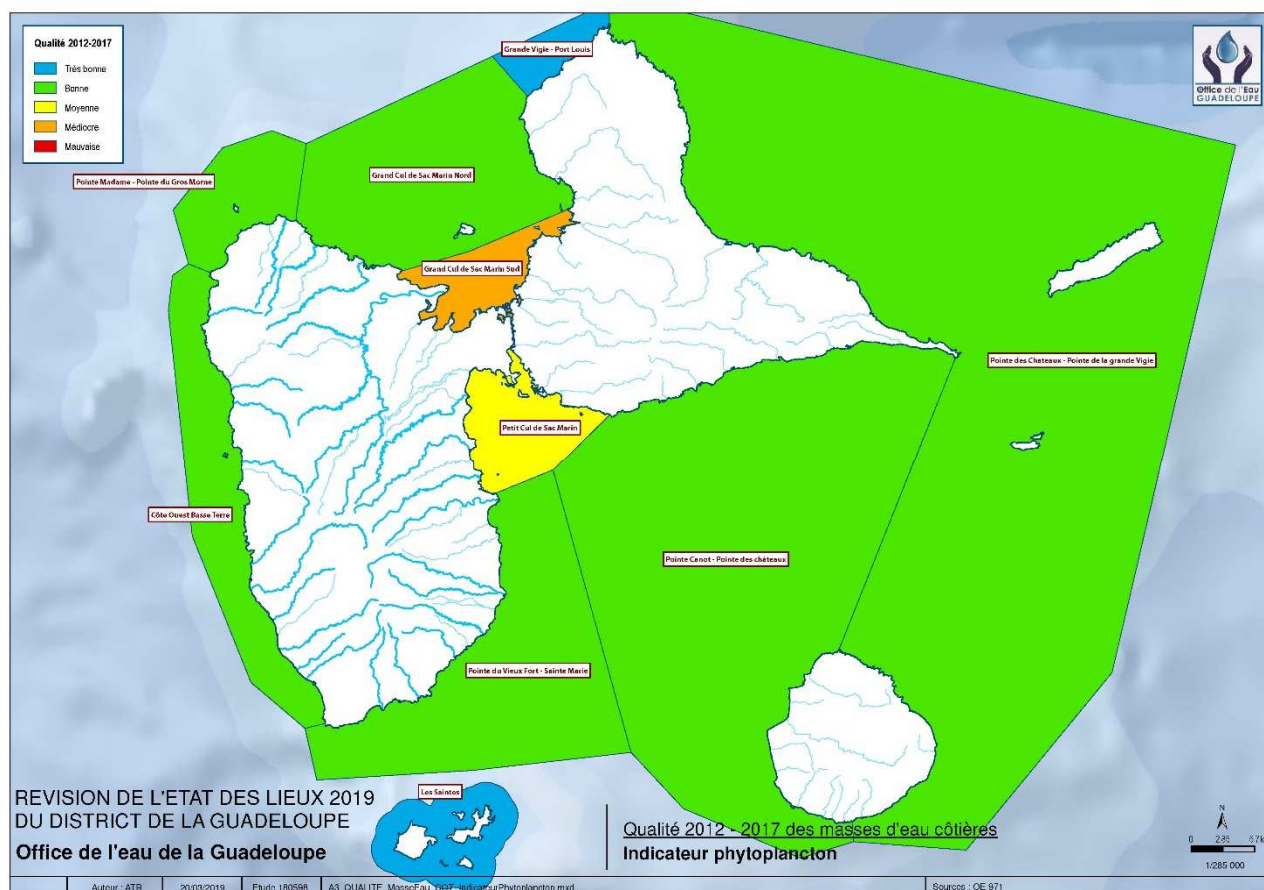 Qualité 2012-2017
Très bonne
Bonne
Moyenne
Médiocre
Mauvaise
Grande Vigie - Port Louis
Office de l'Eau
GUADELOUPE
Pointe Madame - Pointe du Gros Morne
Grand Cul de Sac Marin Nord
Grand Cul de Sac Marin Sud
Pointe des Chateaux - Pointe de la grande Vigie
Petit Cul de Sac Marin
Côte Ouest Basse Terre
Pointe Canot - Pointe des châteaux
Pointe du Vieux Fort - Sainte Marie
Les Saintes
REVISION DE L'ETAT DES LIEUX 2019
DU DISTRICT DE LA GUADELOUPE
Office de l'eau de la Guadeloupe
Qualité 2012 - 2017 des masses d'eau côtières
Indicateur phytoplancton
N
0
1/285 000
Auteur : ATR
20/03/2019
Etude 180598
Sources : OE 971